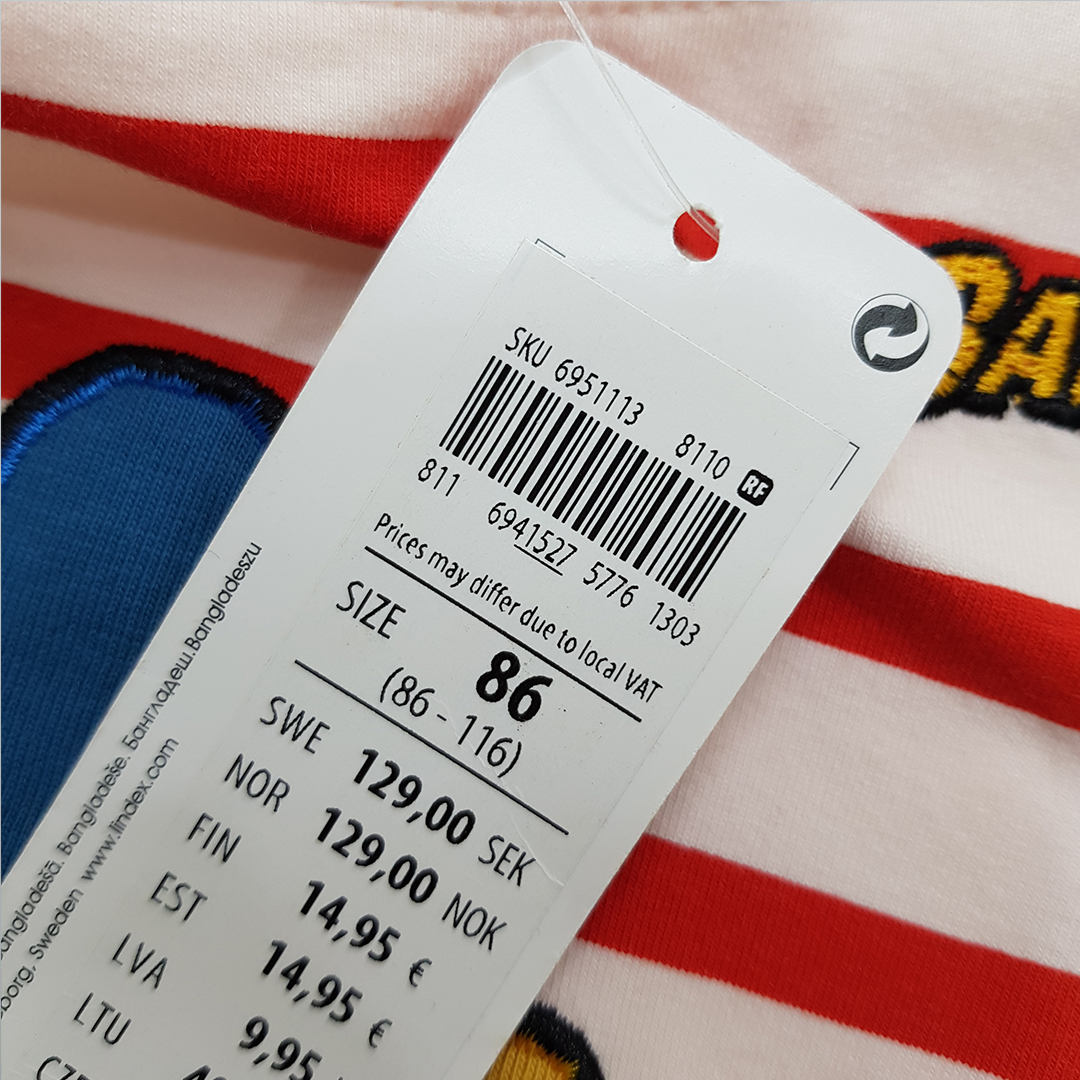 SKU 6951113
8110 RF
811 6941527 5776 1303
Prices may differ due to local VAT
SIZE 86
(86 - 116)
SWE 129,00 SEK
NOR 129,00 NOK
FIN 14,95 €
EST 14,95 €
LVA 9,95
LTU
Bangladešā. Bangladeše. Бангладеш. Bangladeszu
borg, Sweden www.lindex.com